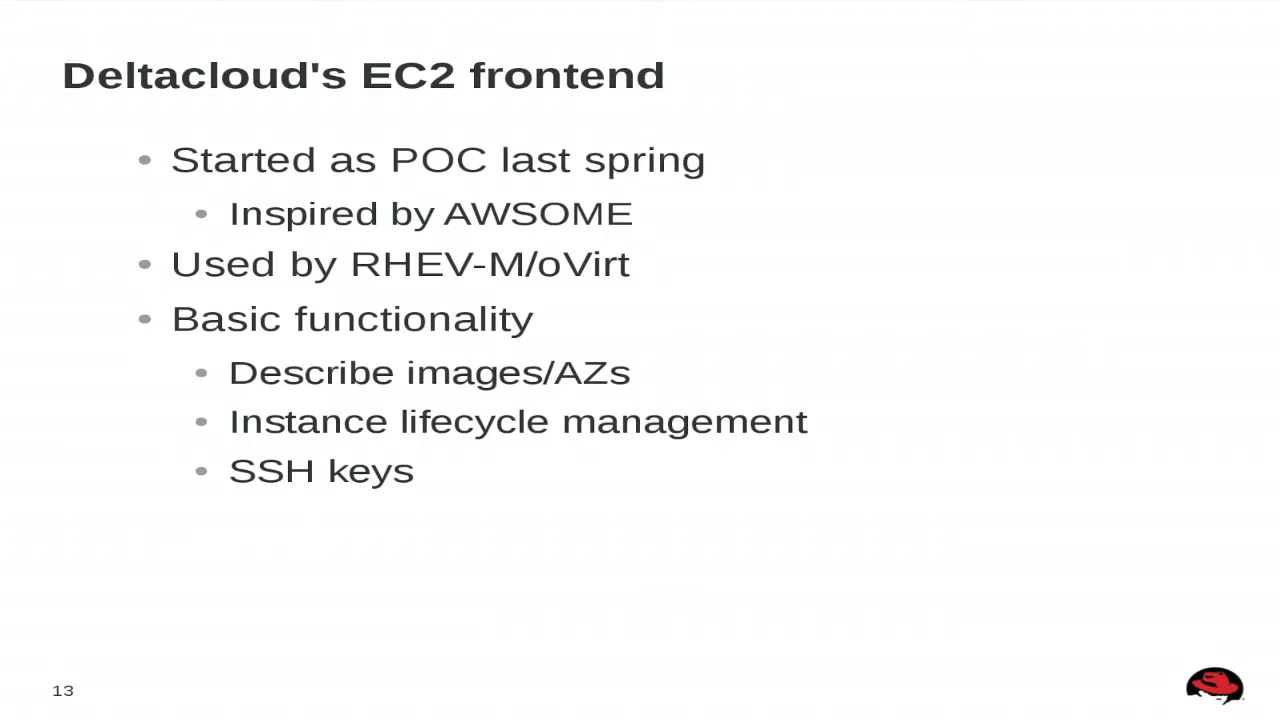 Deltacloud's EC2 frontend
• Started as POC last spring
• Inspired by AWSOME
• Used by RHEV-M/oVirt
• Basic functionality
• Describe images/AZs
• Instance lifecycle management
• SSH keys
13